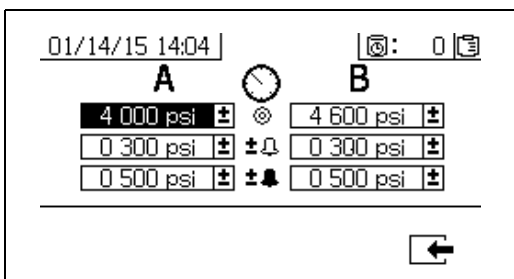 01/14/15 14:04 : 0
A B
4 000 psi ± 4 600 psi ±
0 300 psi ± ± 0 300 psi ±
0 500 psi ± ± 0 500 psi ±